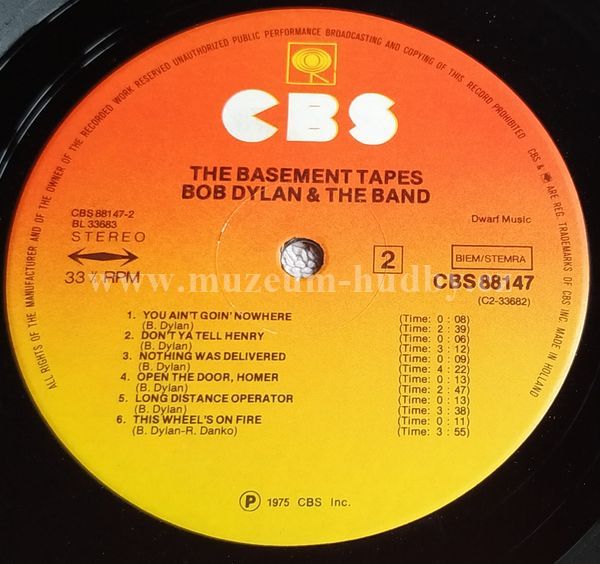 ALL RIGHTS OF THE MANUFACTURER AND OF THE OWNER OF THE RECORDED WORK RESERVED UNAUTHORIZED PUBLIC PERFORMANCE BROADCASTING AND COPYING OF THIS RECORD PROHIBITED
CBS & ARE REG. TRADEMARKS OF CBS INC. MADE IN HOLLAND
CBS
THE BASEMENT TAPES
BOB DYLAN & THE BAND
CBS 88147-2
BL 33683
STEREO
33⅓ RPM
Dwarf Music
2
BIEM/STEMRA
CBS 88147
(C2-33682)
www.muzeum-hudby
1. YOU AIN'T GOIN' NOWHERE (Time: 0 : 08)
(B. Dylan) (Time: 2 : 39)
2. DON'T YA TELL HENRY (Time: 0 : 06)
(B. Dylan) (Time: 3 : 12)
3. NOTHING WAS DELIVERED (Time: 0 : 09)
(B. Dylan) (Time: 4 : 22)
4. OPEN THE DOOR, HOMER (Time: 0 : 13)
(B. Dylan) (Time: 2 : 47)
5. LONG DISTANCE OPERATOR (Time: 0 : 13)
(B. Dylan) (Time: 3 : 38)
6. THIS WHEEL'S ON FIRE (Time: 0 : 11)
(B. Dylan-R. Danko) (Time: 3 : 55)
Ⓟ 1975 CBS Inc.